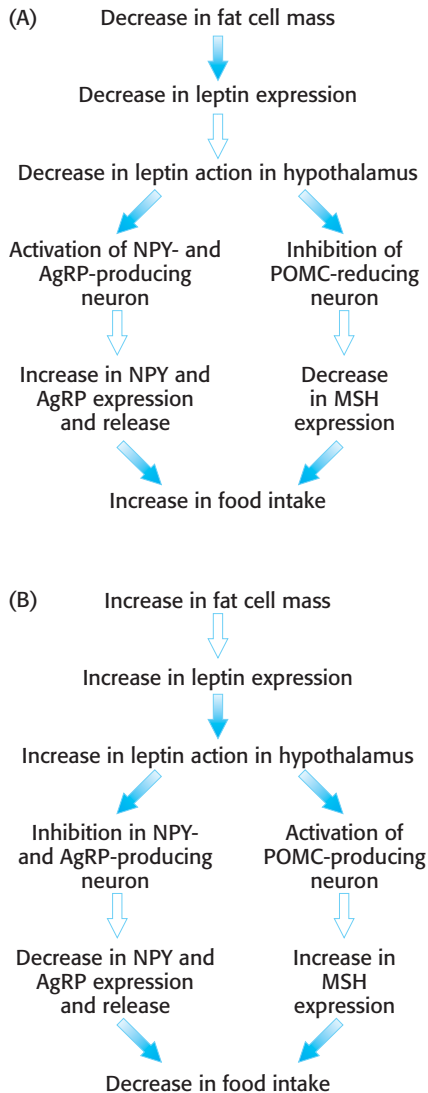 (A)
Decrease in fat cell mass
Decrease in leptin expression
Decrease in leptin action in hypothalamus
Activation of NPY- and
AgRP-producing
neuron
Inhibition of
POMC-reducing
neuron
Increase in NPY and
AgRP expression
and release
Decrease
in MSH
expression
Increase in food intake
(B)
Increase in fat cell mass
Increase in leptin expression
Increase in leptin action in hypothalamus
Inhibition in NPY-
and AgRP-producing
neuron
Activation of
POMC-producing
neuron
Decrease in NPY and
AgRP expression
and release
Increase in
MSH
expression
Decrease in food intake